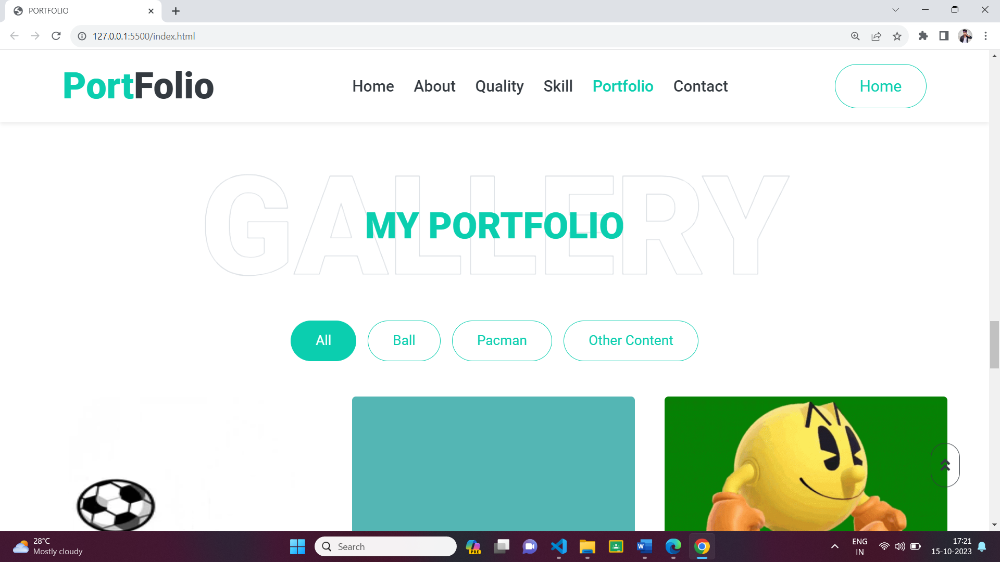 PORTFOLIO
127.0.0.1:5500/index.html
PortFolio
Home About Quality Skill Portfolio Contact
Home
GALLERY
MY PORTFOLIO
All Ball Pacman Other Content
28°C
Mostly cloudy
Search
PRE
W
ENG
IN
17:21
15-10-2023